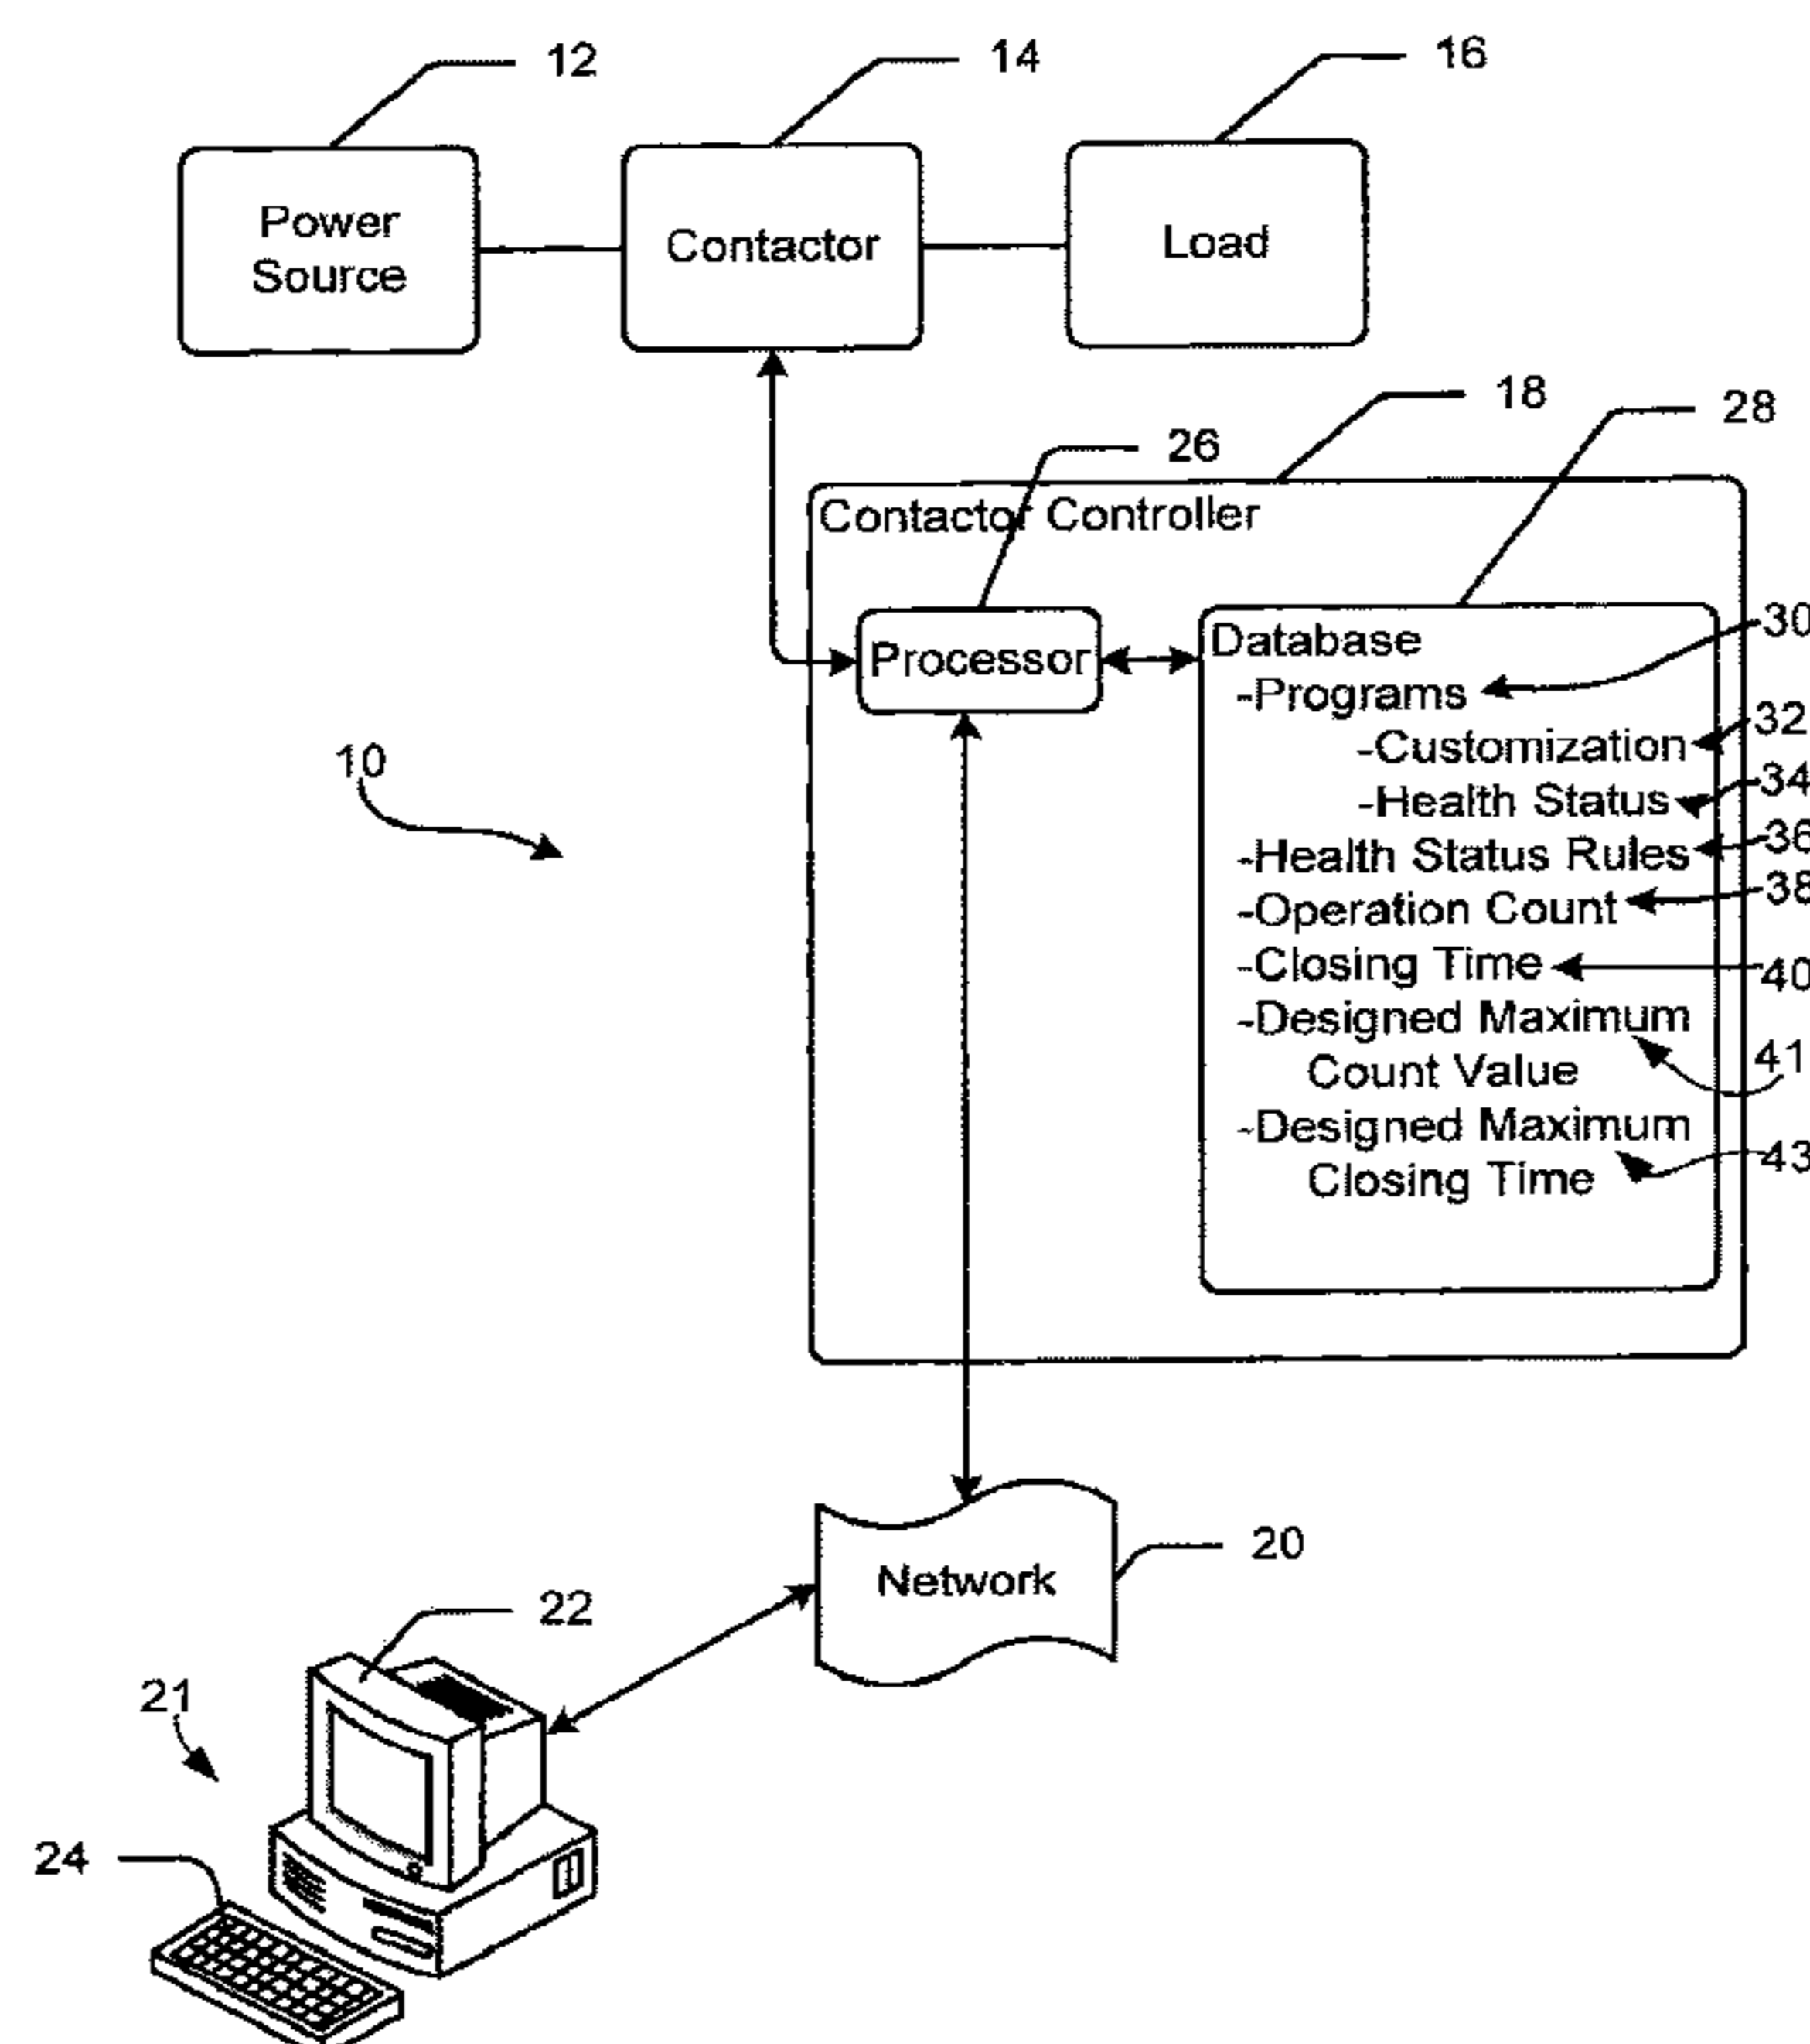 12
14
16
Power
Source
Contactor
Load
18
28
26
Contactor Controller
Processor
Database
30
-Programs
32
-Customization
10
34
-Health Status
36
-Health Status Rules
38
-Operation Count
-Closing Time
40
-Designed Maximum
41
Count Value
-Designed Maximum
43
Closing Time
20
Network
22
21
24